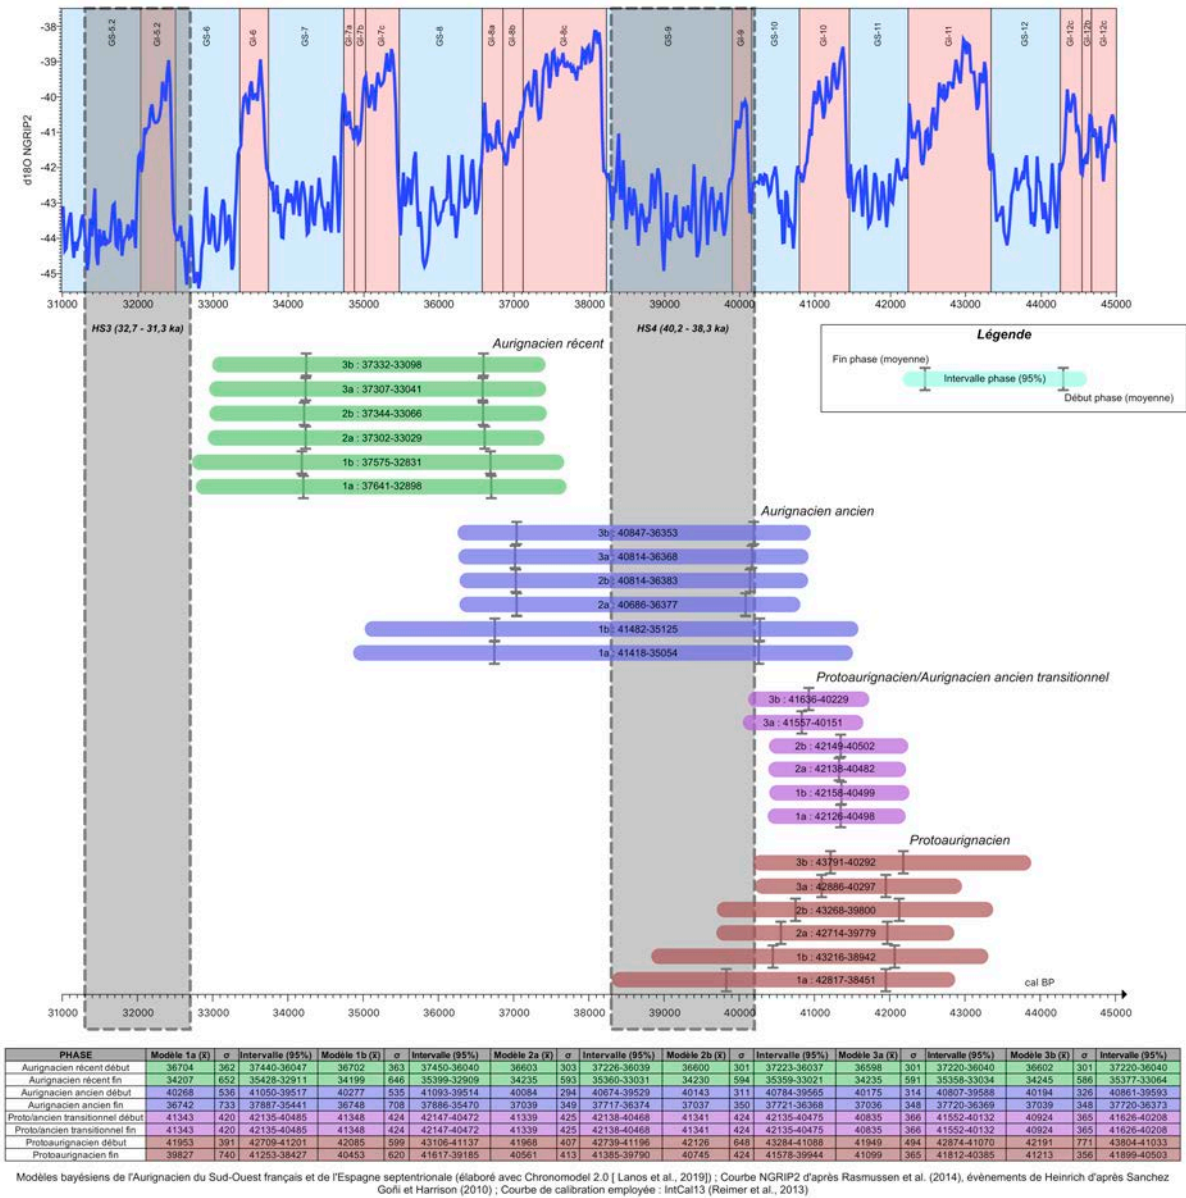 -38
-39
-40
-41
-42
-43
-44
-45
d18O NGRIP2
GS-5.2
GI-5.2
GS-6
GI-6
GS-7
GI-7a
GI-7b
GI-7c
GS-8
GI-8a
GI-8b
GI-8c
GS-9
GI-9
GS-10
GI-10
GS-11
GI-11
GS-12
GI-12c
GI-12b
GI-12c
31000 32000 33000 34000 35000 36000 37000 38000 39000 40000 41000 42000 43000 44000 45000
HS3 (32,7 - 31,3 ka)
HS4 (40,2 - 38,3 ka)
Légende
Fin phase (moyenne)
Intervalle phase (95%)
Début phase (moyenne)
Aurignacien récent
3b : 37332-33098
3a : 37307-33041
2b : 37344-33066
2a : 37302-33029
1b : 37575-32831
1a : 37641-32898
Aurignacien ancien
3b : 40847-36353
3a : 40814-36368
2b : 40814-36383
2a : 40686-36377
1b : 41482-35125
1a : 41418-35054
Protoaurignacien/Aurignacien ancien transitionnel
3b : 41636-40229
3a : 41557-40151
2b : 42149-40502
2a : 42138-40482
1b : 42158-40499
1a : 42126-40498
Protoaurignacien
3b : 43791-40292
3a : 42886-40297
2b : 43268-39800
2a : 42714-39779
1b : 43216-38942
1a : 42817-38451
cal BP
31000 32000 33000 34000 35000 36000 37000 38000 39000 40000 41000 42000 43000 44000 45000
PHASE Modèle 1a (x̄) σ Intervalle (95%) Modèle 1b (x̄) σ Intervalle (95%) Modèle 2a (x̄) σ Intervalle (95%) Modèle 2b (x̄) σ Intervalle (95%) Modèle 3a (x̄) σ Intervalle (95%) Modèle 3b (x̄) σ Intervalle (95%)
Aurignacien récent début 36704 362 37440-36047 36702 363 37450-36040 36603 303 37226-36039 36600 301 37223-36037 36598 301 37220-36040 36602 301 37220-36040
Aurignacien récent fin 34207 652 35428-32911 34199 646 35399-32909 34235 593 35360-33031 34230 594 35359-33021 34235 591 35358-33034 34245 586 35377-33064
Aurignacien ancien début 40268 536 41050-39517 40277 535 41093-39514 40084 294 40674-39529 40143 311 40784-39565 40175 314 40807-39588 40194 326 40861-39593
Aurignacien ancien fin 36742 733 37887-35441 36748 708 37886-35470 37039 349 37717-36374 37037 350 37721-36368 37036 348 37720-36369 37039 348 37720-36373
Proto/ancien transitionnel début 41343 420 42135-40485 41348 424 42147-40472 41339 425 42138-40468 41341 424 42135-40475 40835 366 41552-40132 40924 365 41626-40208
Proto/ancien transitionnel fin 41343 420 42135-40485 41348 424 42147-40472 41339 425 42138-40468 41341 424 42135-40475 40835 366 41552-40132 40924 365 41626-40208
Protoaurignacien début 41953 391 42709-41201 42085 599 43106-41137 41968 407 42739-41196 42126 648 43284-41088 41949 494 42874-41070 42191 771 43804-41033
Protoaurignacien fin 39827 740 41253-38427 40453 620 41617-39185 40561 413 41385-39790 40745 424 41578-39944 41099 365 41812-40385 41213 356 41899-40503
Modèles bayésiens de l'Aurignacien du Sud-Ouest français et de l'Espagne septentrionale (élaboré avec Chronomodel 2.0 [ Lanos et al., 2019]) ; Courbe NGRIP2 d'après Rasmussen et al. (2014), évènements de Heinrich d'après Sanchez
Goñi et Harrison (2010) ; Courbe de calibration employée : IntCal13 (Reimer et al., 2013)